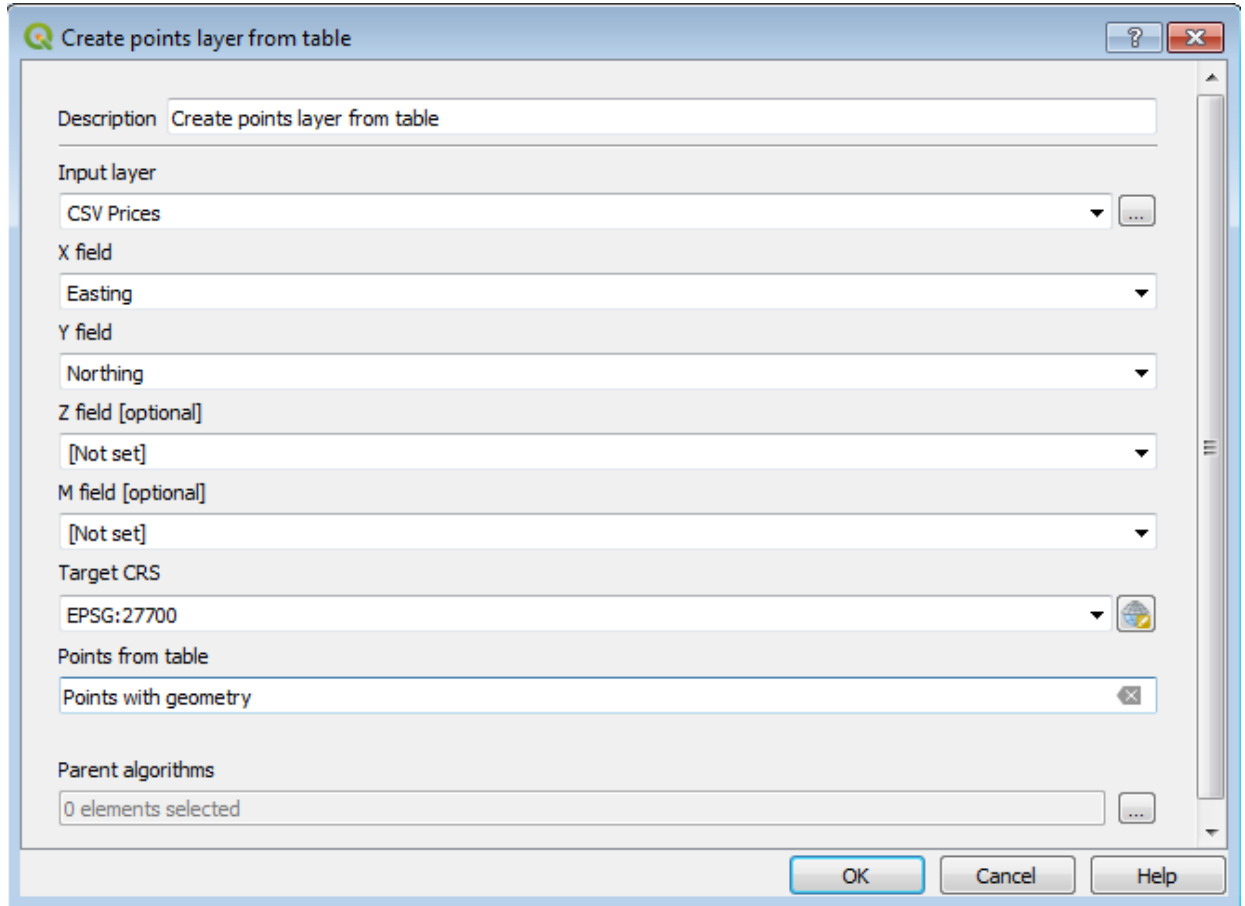 Create points layer from table
Description Create points layer from table
Input layer
CSV Prices
...
X field
Easting
Y field
Northing
Z field [optional]
[Not set]
M field [optional]
[Not set]
Target CRS
EPSG:27700
Points from table
Points with geometry
Parent algorithms
0 elements selected
...
OK Cancel Help